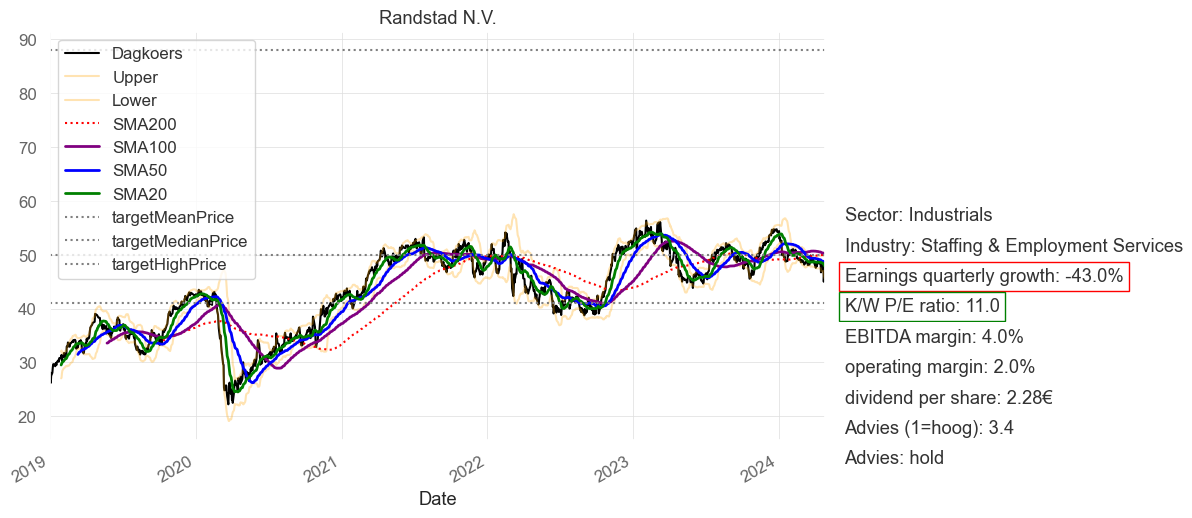 Randstad N.V.
90
80
70
60
50
40
30
20
Dagkoers
Upper
Lower
SMA200
SMA100
SMA50
SMA20
targetMeanPrice
targetMedianPrice
targetHighPrice
2019
2020
2021
2022
2023
2024
Date
Sector: Industrials
Industry: Staffing & Employment Services
Earnings quarterly growth: -43.0%
K/W P/E ratio: 11.0
EBITDA margin: 4.0%
operating margin: 2.0%
dividend per share: 2.28€
Advies (1=hoog): 3.4
Advies: hold